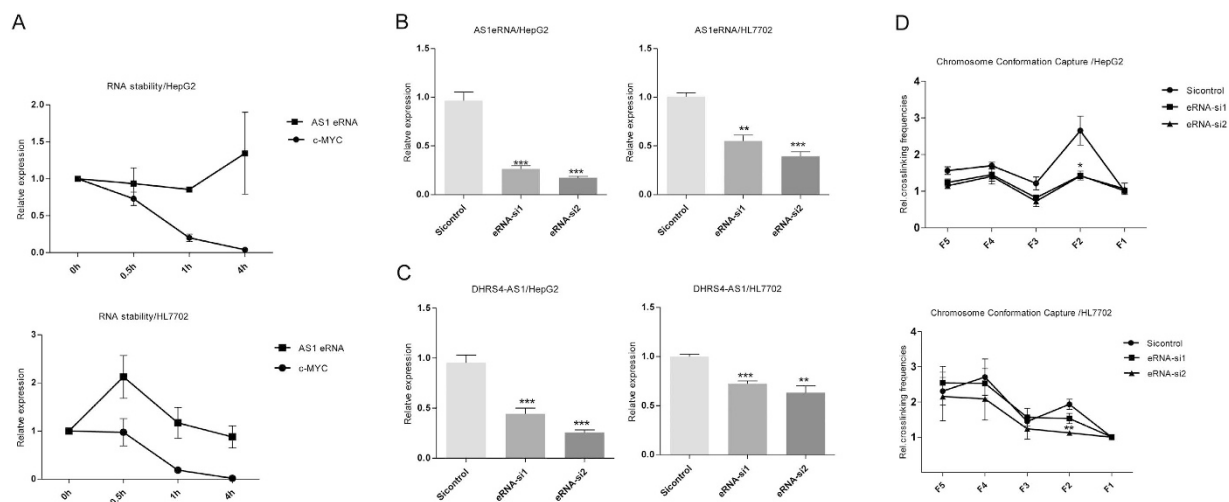 A
RNA stability/HepG2
Relative expression
2.0
1.5
1.0
0.5
0.0
0h
0.5h
1h
4h
AS1 eRNA
c-MYC
RNA stability/HL7702
Relative expression
3
2
1
0
0h
0.5h
1h
4h
AS1 eRNA
c-MYC
B
AS1eRNA/HepG2
Relatve expression
1.5
1.0
0.5
0.0
***
***
Sicontrol
eRNA-si1
eRNA-si2
AS1eRNA/HL7702
Relatve expression
1.5
1.0
0.5
0.0
**
***
Sicontrol
eRNA-si1
eRNA-si2
C
DHRS4-AS1/HepG2
Relatve expression
1.5
1.0
0.5
0.0
***
***
Sicontrol
eRNA-si1
eRNA-si2
DHRS4-AS1/HL7702
Relatve expression
1.5
1.0
0.5
0.0
***
**
Sicontrol
eRNA-si1
eRNA-si2
D
Chromosome Conformation Capture /HepG2
Rel.crosslinking frequencies
4
3
2
1
0
*
F5
F4
F3
F2
F1
Sicontrol
eRNA-si1
eRNA-si2
Chromosome Conformation Capture /HL7702
Rel.crosslinking frequencies
4
3
2
1
0
**
F5
F4
F3
F2
F1
Sicontrol
eRNA-si1
eRNA-si2